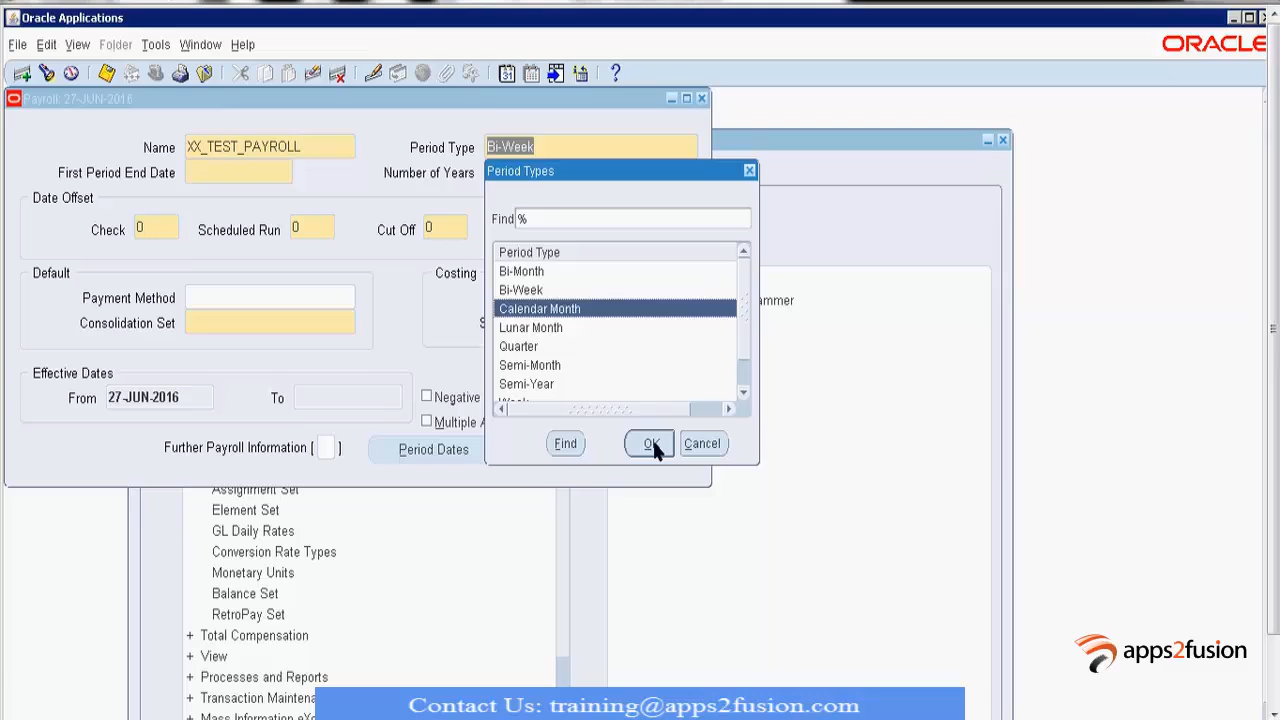 Oracle Applications
File Edit View Folder Tools Window Help
ORACLE
Payroll: 27-JUN-2016
Name XX_TEST_PAYROLL Period Type Bi-Week
First Period End Date Number of Years
Date Offset
Check 0 Scheduled Run 0 Cut Off 0
Default Costing
Payment Method
Consolidation Set
Effective Dates
From 27-JUN-2016 To Negative
Multiple
Further Payroll Information [ ]
Period Dates
Period Types
Find %
Period Type
Bi-Month
Bi-Week
Calendar Month
Lunar Month
Quarter
Semi-Month
Semi-Year
Week
Find OK Cancel
Assignment Set
Element Set
GL Daily Rates
Conversion Rate Types
Monetary Units
Balance Set
RetroPay Set
+ Total Compensation
+ View
+ Processes and Reports
+ Transaction Maintena
+ Mass Information eXc
apps2fusion
Contact Us: training@apps2fusion.com